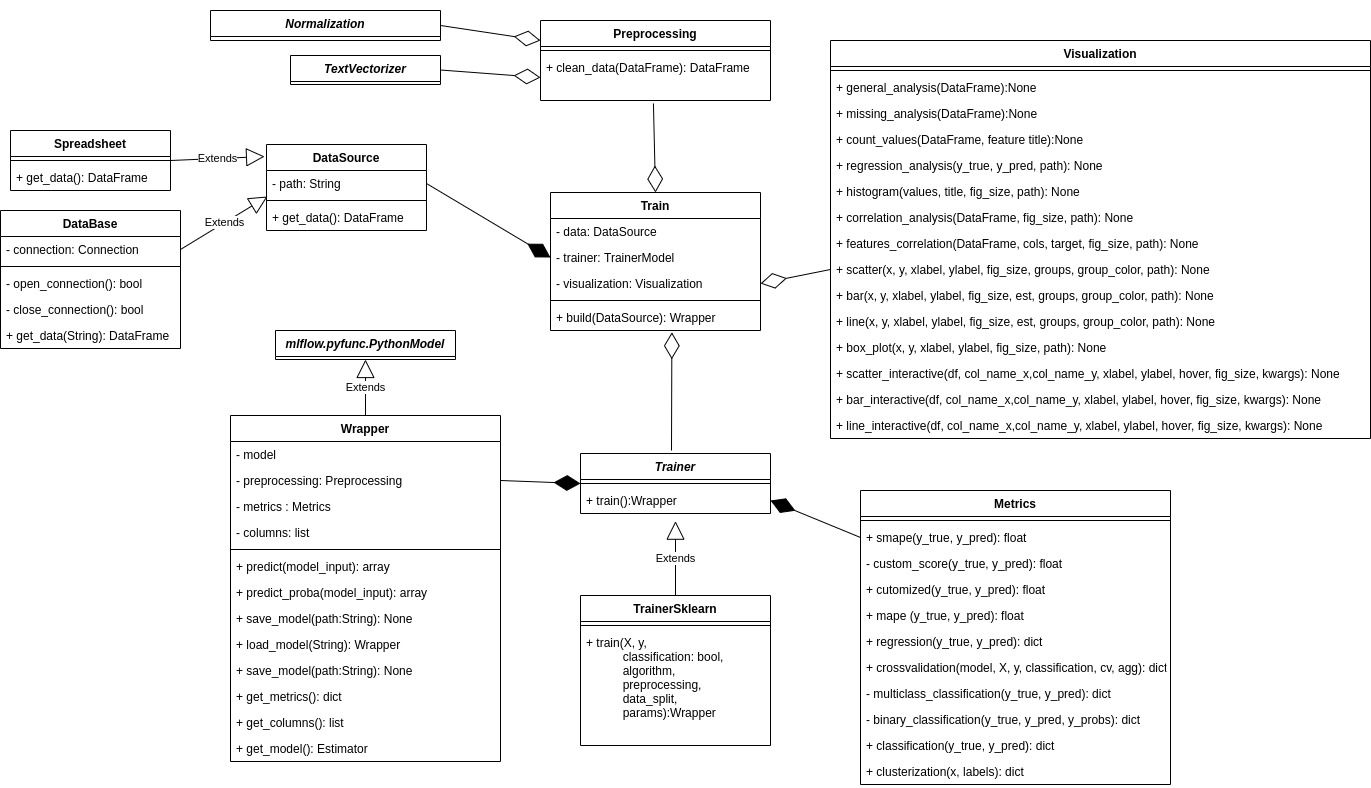 Normalization
TextVectorizer
Preprocessing
+ clean_data(DataFrame): DataFrame
Visualization
+ general_analysis(DataFrame):None
+ missing_analysis(DataFrame):None
+ count_values(DataFrame, feature title):None
+ regression_analysis(y_true, y_pred, path): None
+ histogram(values, title, fig_size, path): None
+ correlation_analysis(DataFrame, fig_size, path): None
+ features_correlation(DataFrame, cols, target, fig_size, path): None
+ scatter(x, y, xlabel, ylabel, fig_size, groups, group_color, path): None
+ bar(x, y, xlabel, ylabel, fig_size, est, groups, group_color, path): None
+ line(x, y, xlabel, ylabel, fig_size, est, groups, group_color, path): None
+ box_plot(x, y, xlabel, ylabel, fig_size, path): None
+ scatter_interactive(df, col_name_x,col_name_y, xlabel, ylabel, hover, fig_size, kwargs): None
+ bar_interactive(df, col_name_x,col_name_y, xlabel, ylabel, hover, fig_size, kwargs): None
+ line_interactive(df, col_name_x,col_name_y, xlabel, ylabel, hover, fig_size, kwargs): None
Spreadsheet
+ get_data(): DataFrame
Extends
DataSource
- path: String
+ get_data(): DataFrame
DataBase
- connection: Connection
- open_connection(): bool
- close_connection(): bool
+ get_data(String): DataFrame
Extends
Train
- data: DataSource
- trainer: TrainerModel
- visualization: Visualization
+ build(DataSource): Wrapper
mlflow.pyfunc.PythonModel
Extends
Wrapper
- model
- preprocessing: Preprocessing
- metrics : Metrics
- columns: list
+ predict(model_input): array
+ predict_proba(model_input): array
+ save_model(path:String): None
+ load_model(String): Wrapper
+ save_model(path:String): None
+ get_metrics(): dict
+ get_columns(): list
+ get_model(): Estimator
Trainer
+ train():Wrapper
Extends
TrainerSklearn
+ train(X, y,
classification: bool,
algorithm,
preprocessing,
data_split,
params):Wrapper
Metrics
+ smape(y_true, y_pred): float
- custom_score(y_true, y_pred): float
+ cutomized(y_true, y_pred): float
+ mape (y_true, y_pred): float
+ regression(y_true, y_pred): dict
+ crossvalidation(model, X, y, classification, cv, agg): dict
- multiclass_classification(y_true, y_pred): dict
- binary_classification(y_true, y_pred, y_probs): dict
+ classification(y_true, y_pred): dict
+ clusterization(x, labels): dict